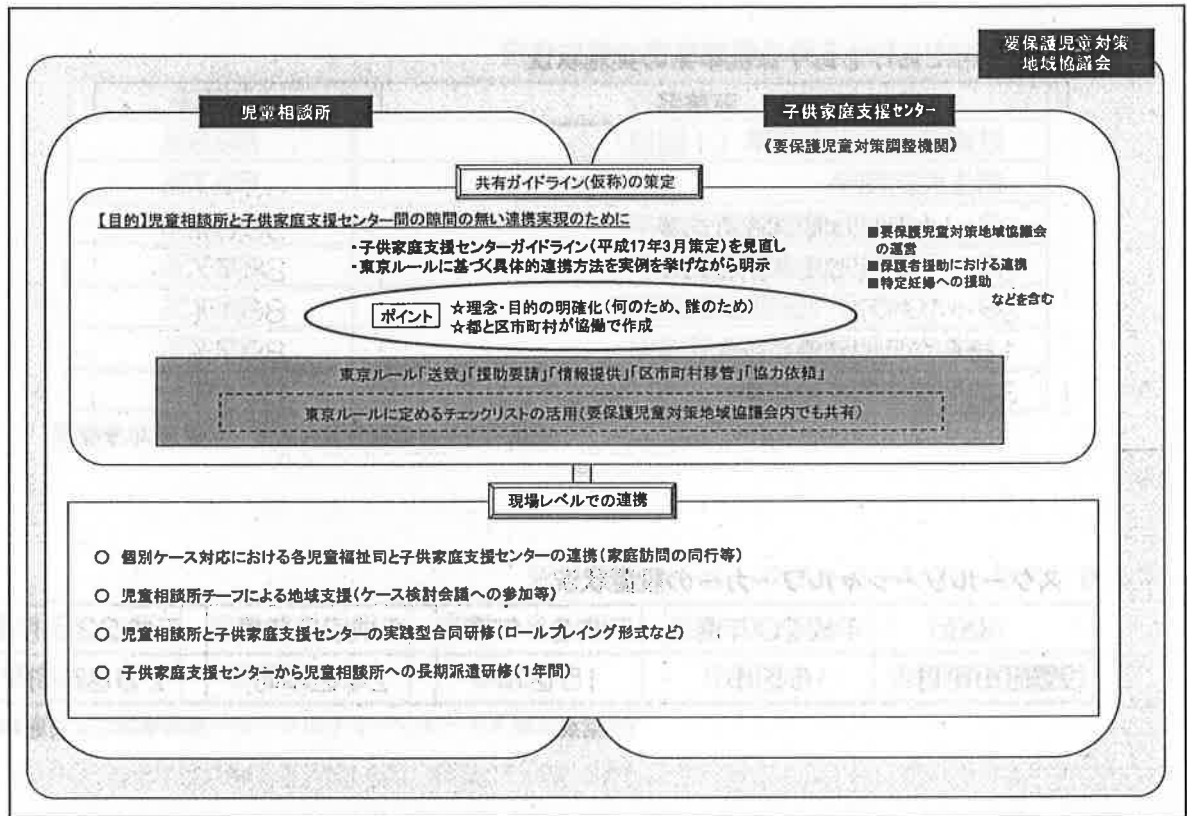 要保護児童対策
地域協議会
児童相談所
子供家庭支援センター
《要保護児童対策調整機関》
共有ガイドライン(仮称)の策定
【目的】児童相談所と子供家庭支援センター間の隙間の無い連携実現のために
・子供家庭支援センターガイドライン(平成17年3月策定)を見直し
・東京ルールに基づく具体的連携方法を実例を挙げながら明示
■要保護児童対策地域協議会
の運営
■保護者援助における連携
■特定妊婦への援助
などを含む
ポイント
☆理念・目的の明確化(何のため、誰のため)
☆都と区市町村が協働で作成
東京ルール「送致」「援助要請」「情報提供」「区市町村移管」「協力依頼」
東京ルールに定めるチェックリストの活用(要保護児童対策地域協議会内でも共有)
現場レベルでの連携
○ 個別ケース対応における各児童福祉司と子供家庭支援センターの連携(家庭訪問の同行等)
○ 児童相談所チーフによる地域支援(ケース検討会議への参加等)
○ 児童相談所と子供家庭支援センターの実践型合同研修(ロールプレイング形式など)
○ 子供家庭支援センターから児童相談所への長期派遣研修(1年間)